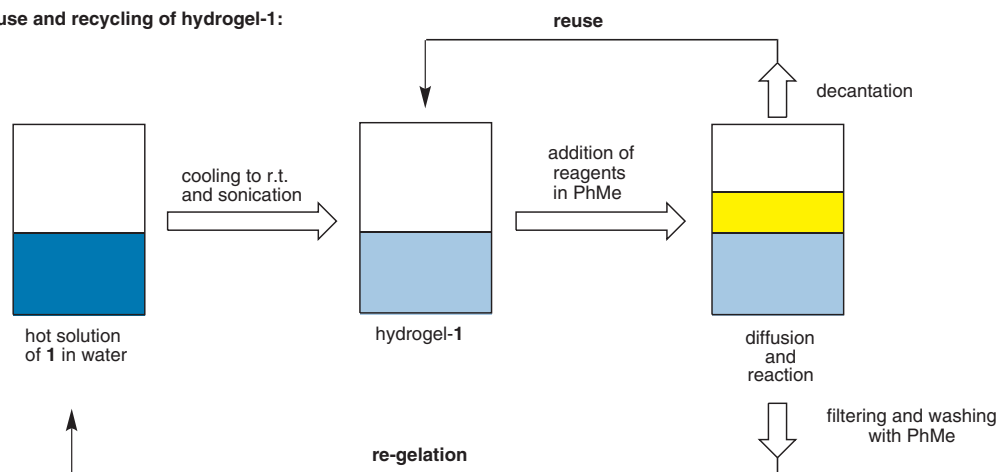 use and recycling of hydrogel-1:
reuse
decantation
cooling to r.t.
and sonication
addition of
reagents
in PhMe
hot solution
of 1 in water
hydrogel-1
diffusion
and
reaction
filtering and washing
with PhMe
re-gelation